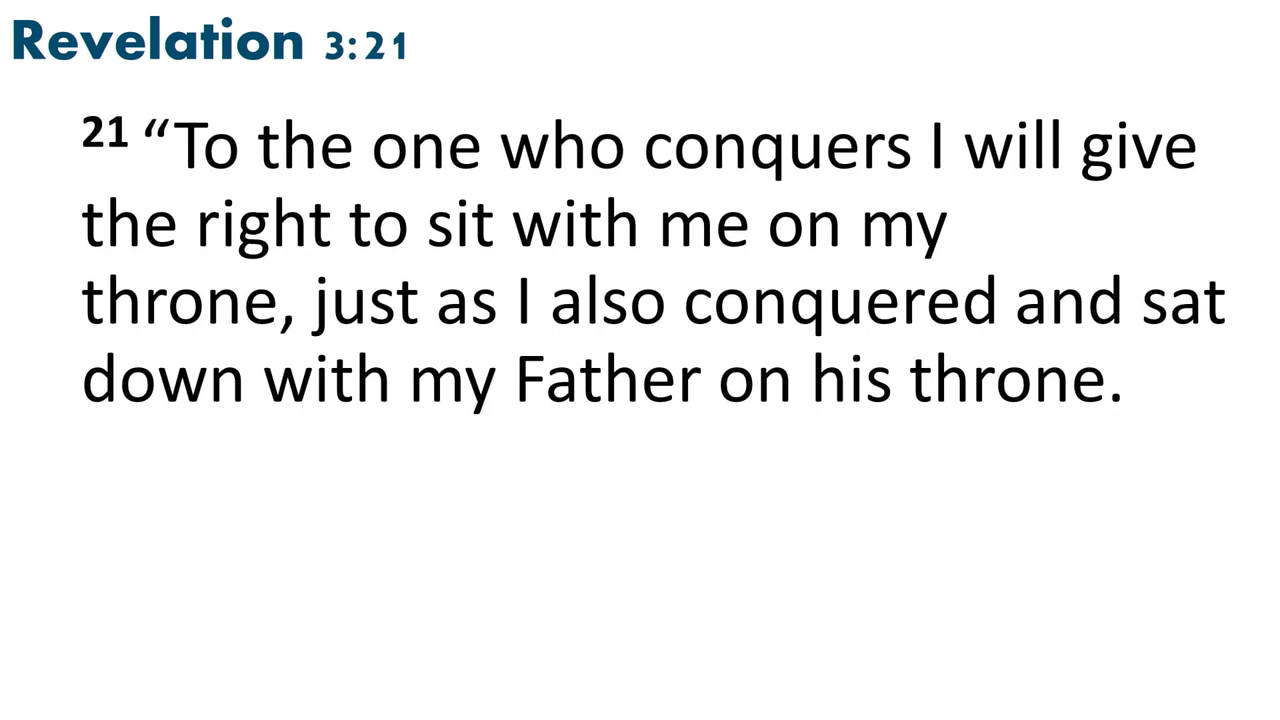 Revelation 3:21
21 “To the one who conquers I will give
the right to sit with me on my
throne, just as I also conquered and sat
down with my Father on his throne.